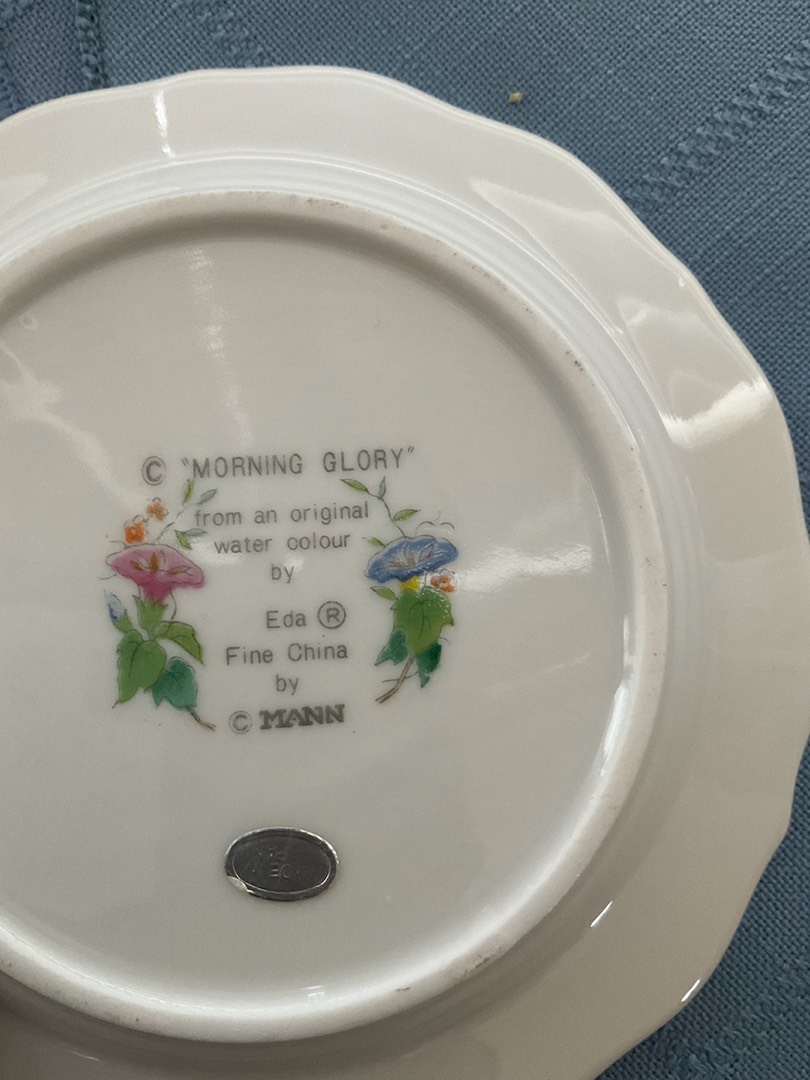 © "MORNING GLORY"
from an original
water colour
by
Eda ®
Fine China
by
© MANN